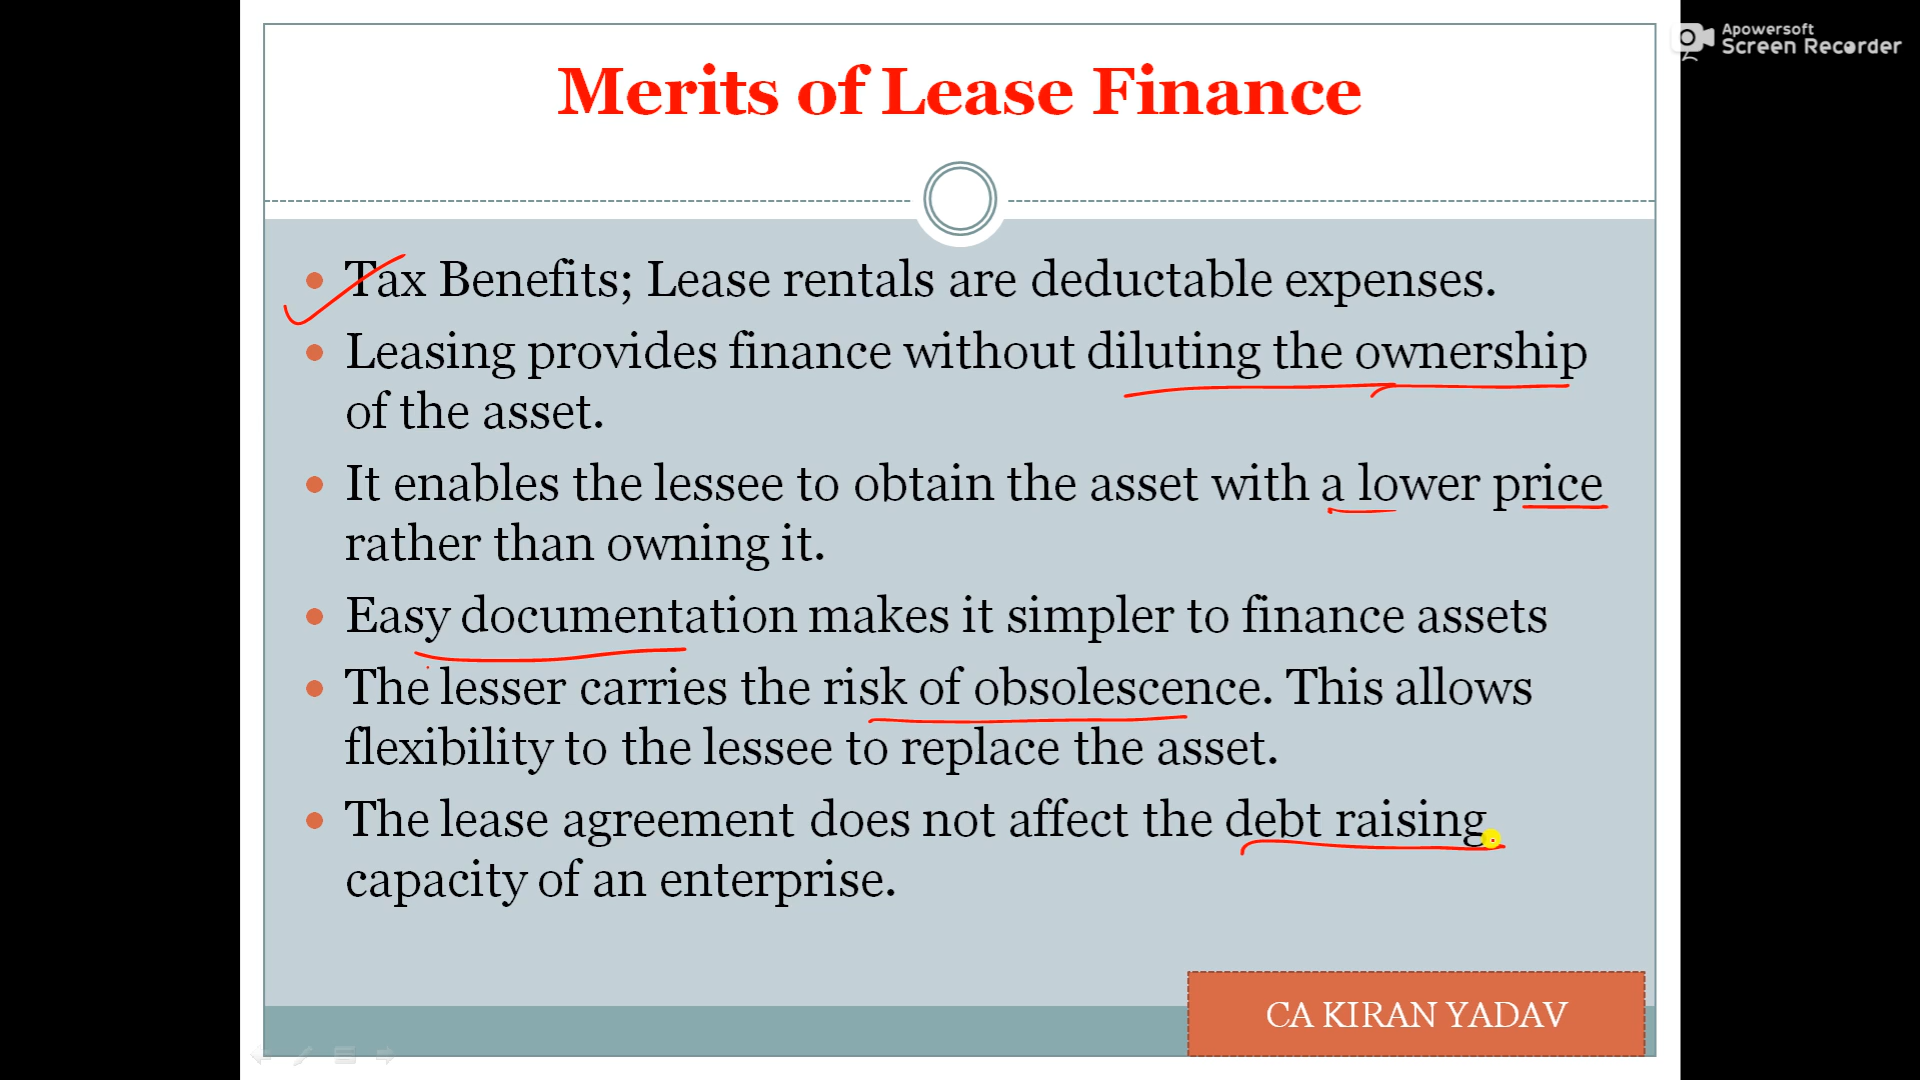 Apowersoft
Screen Recorder
Merits of Lease Finance
Tax Benefits; Lease rentals are deductable expenses.
Leasing provides finance without diluting the ownership
of the asset.
It enables the lessee to obtain the asset with a lower price
rather than owning it.
Easy documentation makes it simpler to finance assets
The lesser carries the risk of obsolescence. This allows
flexibility to the lessee to replace the asset.
The lease agreement does not affect the debt raising
capacity of an enterprise.
CA KIRAN YADAV